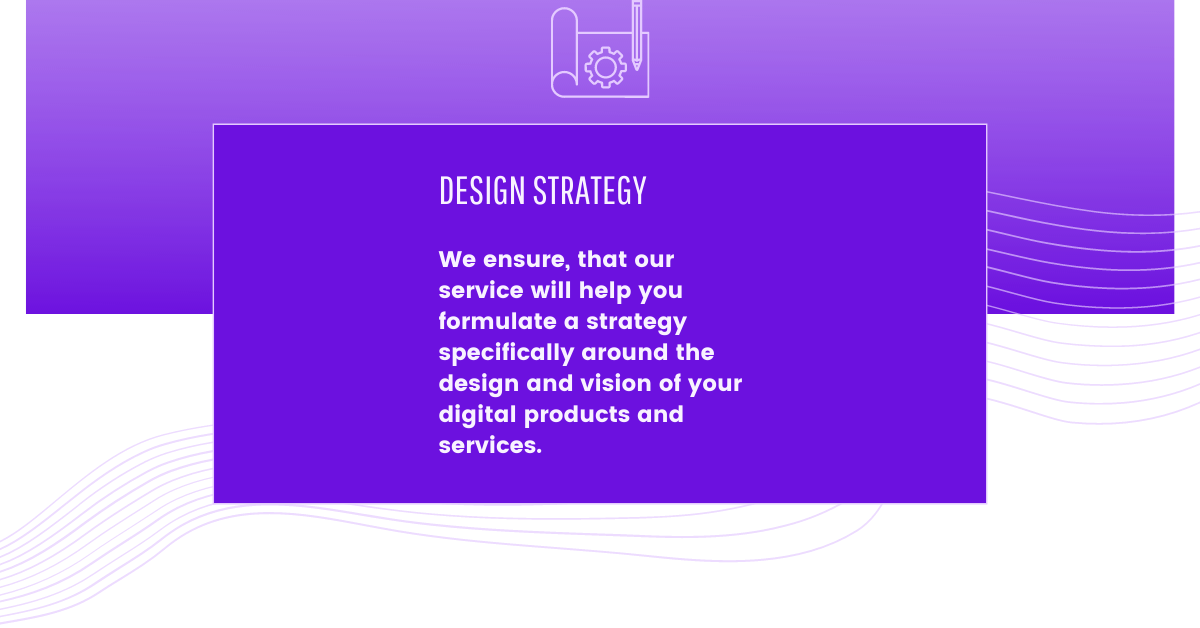 DESIGN STRATEGY
We ensure, that our
service will help you
formulate a strategy
specifically around the
design and vision of your
digital products and
services.